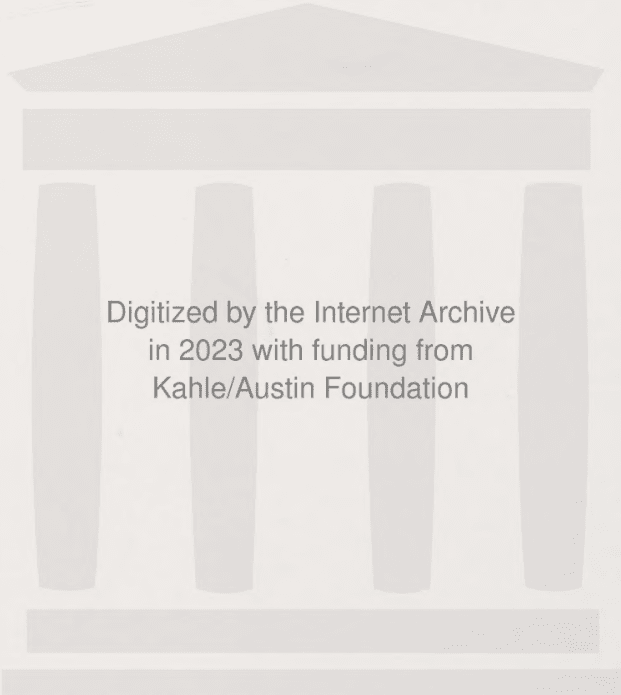 Digitized by the Internet Archive
in 2023 with funding from
Kahle/Austin Foundation